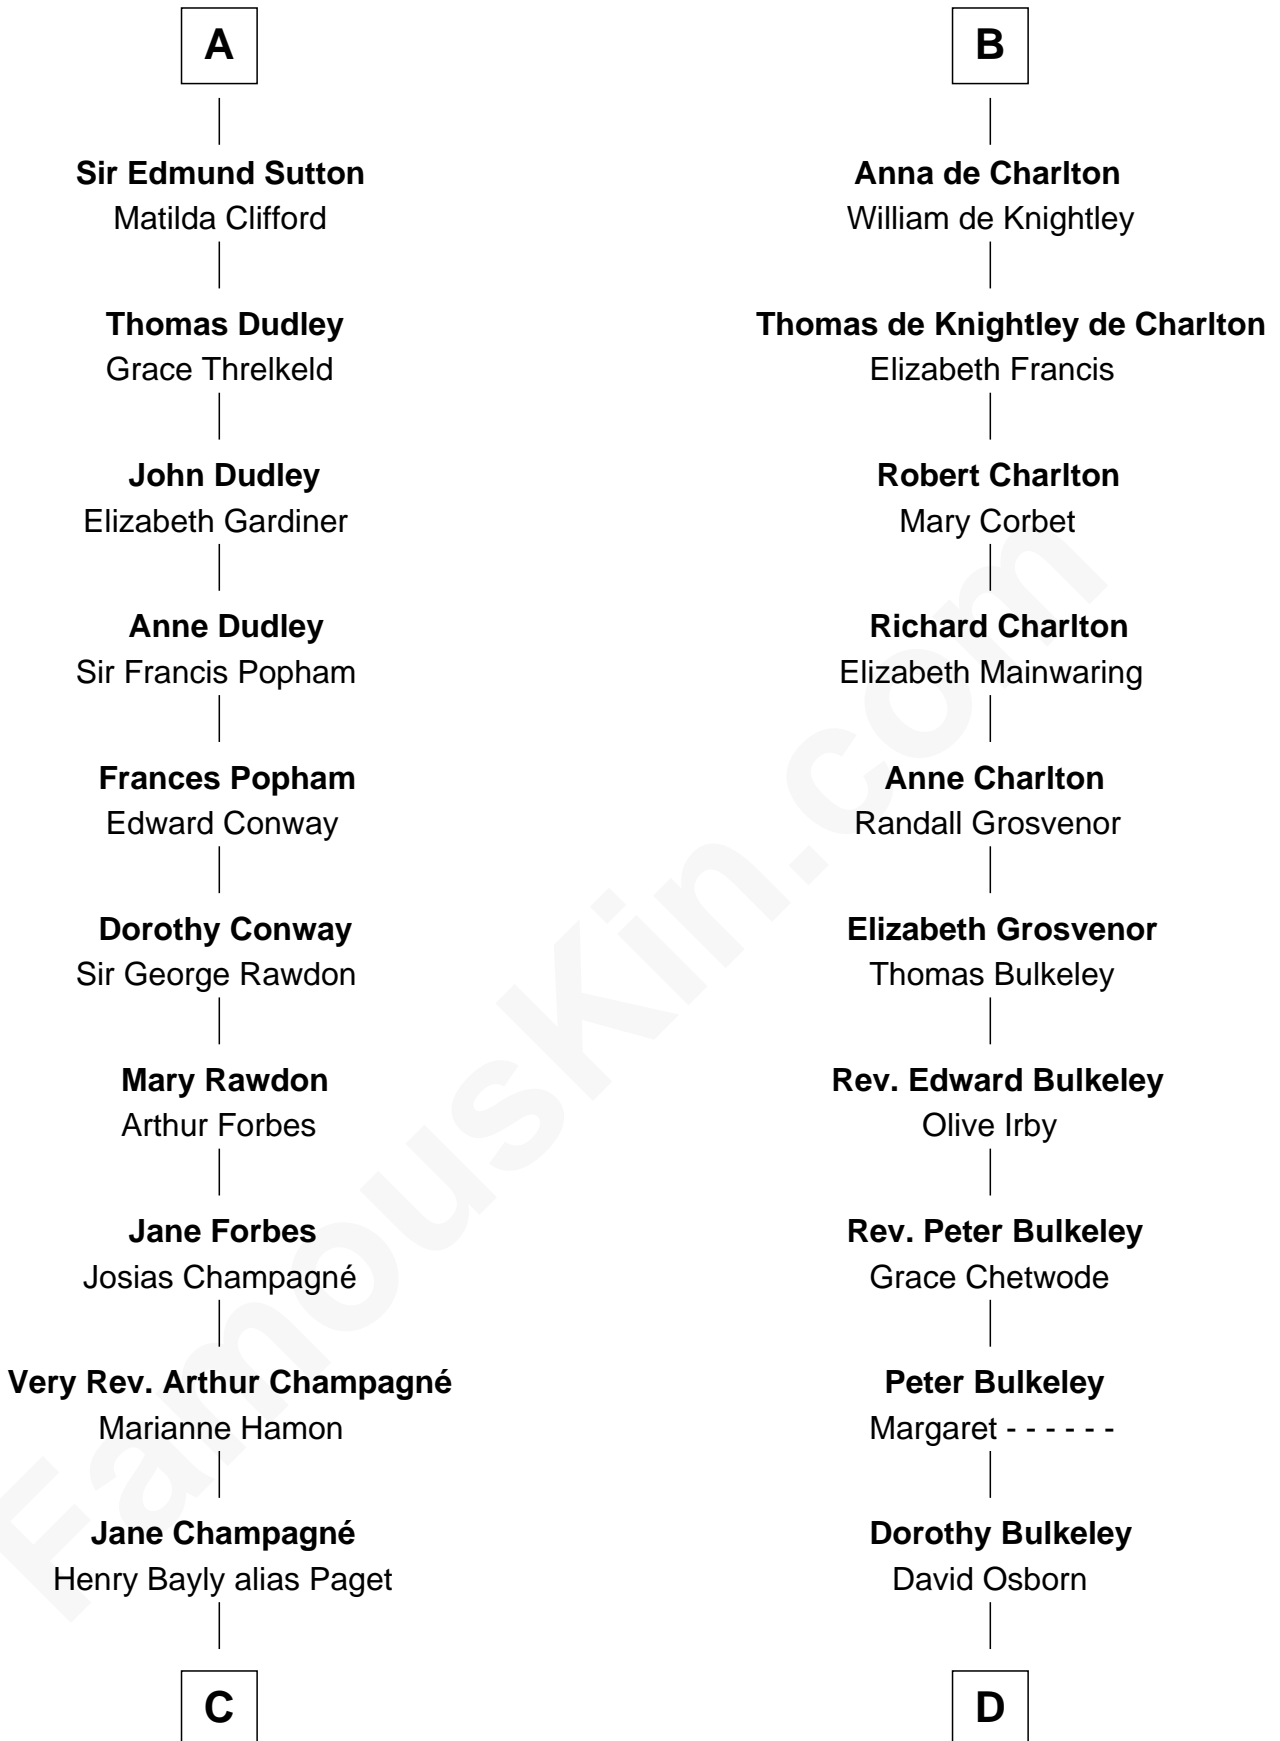 A
Sir Edmund Sutton
Matilda Clifford
Thomas Dudley
Grace Threlkeld
John Dudley
Elizabeth Gardiner
Anne Dudley
Sir Francis Popham
Frances Popham
Edward Conway
Dorothy Conway
Sir George Rawdon
Mary Rawdon
Arthur Forbes
Jane Forbes
Josias Champagné
Very Rev. Arthur Champagné
Marianne Hamon
Jane Champagné
Henry Bayly alias Paget
C
B
Anna de Charlton
William de Knightley
Thomas de Knightley de Charlton
Elizabeth Francis
Robert Charlton
Mary Corbet
Richard Charlton
Elizabeth Mainwaring
Anne Charlton
Randall Grosvenor
Elizabeth Grosvenor
Thomas Bulkeley
Rev. Edward Bulkeley
Olive Irby
Rev. Peter Bulkeley
Grace Chetwode
Peter Bulkeley
Margaret - - - - - -
Dorothy Bulkeley
David Osborn
D
FamousKin.com